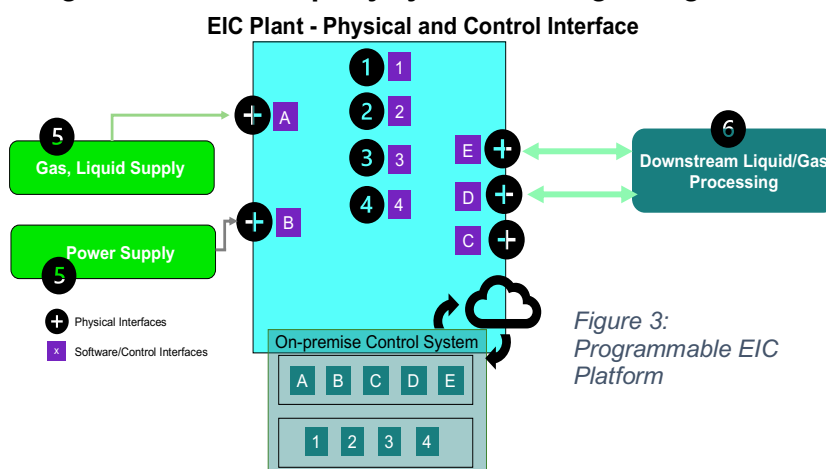 EIC Plant - Physical and Control Interface
1 1
2 2
3 3
4 4
A
B
E
D
C
5
Gas, Liquid Supply
Power Supply
5
6
Downstream Liquid/Gas
Processing
Physical Interfaces
x Software/Control Interfaces
On-premise Control System
A B C D E
1 2 3 4
Figure 3:
Programmable EIC
Platform